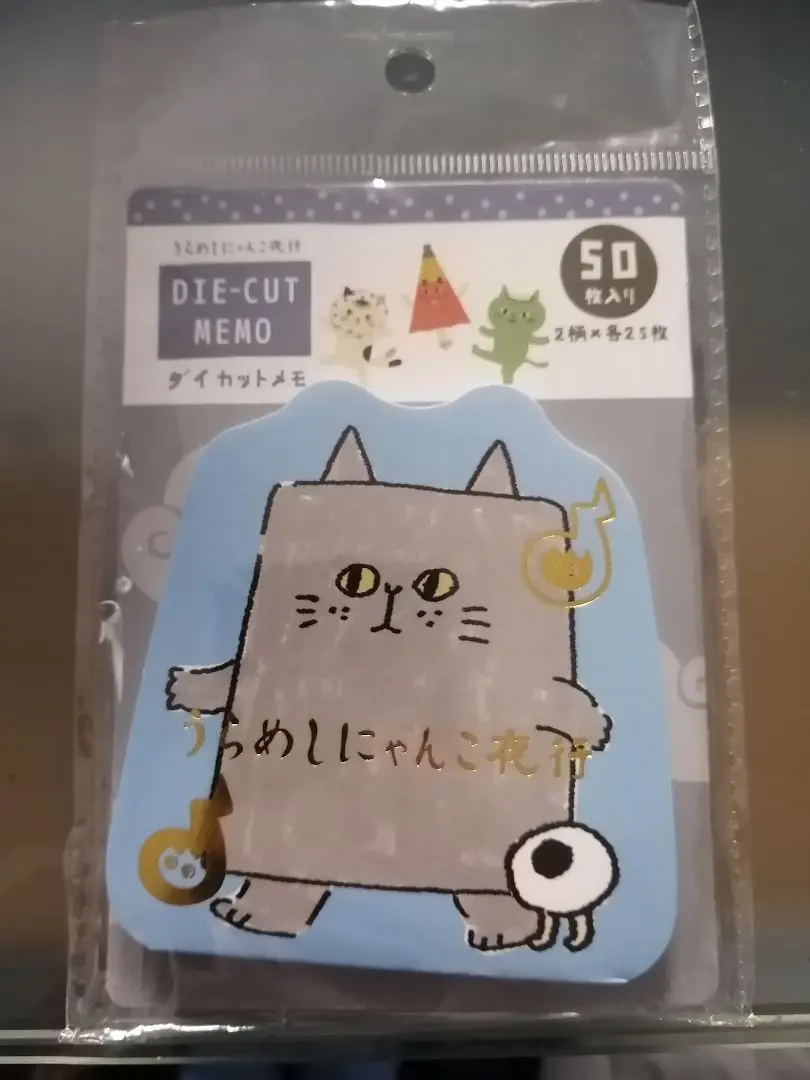 うらめしにゃんこ夜行
DIE-CUT
MEMO
ダイカットメモ
50
枚入り
2柄×各25枚
うらめしにゃんこ夜行